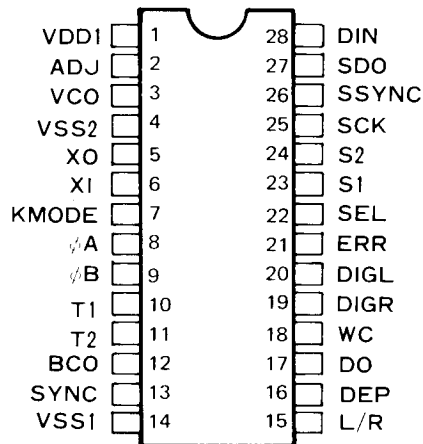 VDD1 1 28 DIN
ADJ 2 27 SDO
VCO 3 26 SSYNC
VSS2 4 25 SCK
XO 5 24 S2
XI 6 23 S1
KMODE 7 22 SEL
φA 8 21 ERR
φB 9 20 DIGL
T1 10 19 DIGR
T2 11 18 WC
BCO 12 17 DO
SYNC 13 16 DEP
VSS1 14 15 L/R